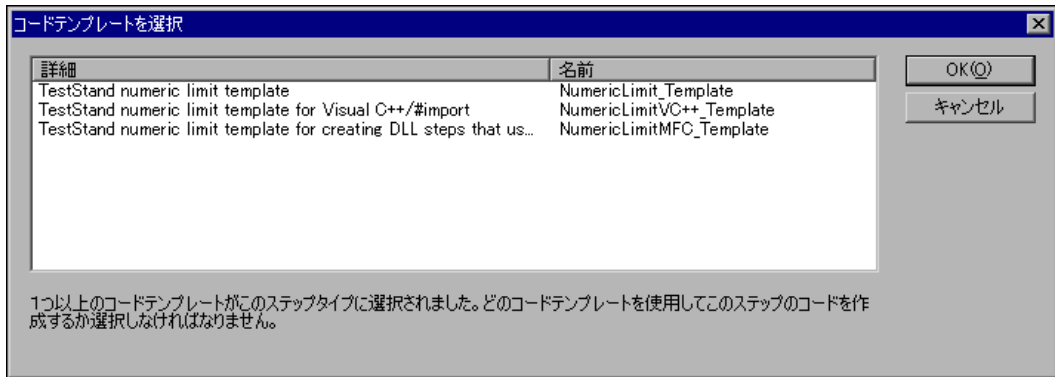 コードテンプレートを選択
詳細 名前 OK(O)
TestStand numeric limit template NumericLimit_Template
TestStand numeric limit template for Visual C++/#import NumericLimitVC++_Template キャンセル
TestStand numeric limit template for creating DLL steps that us... NumericLimitMFC_Template
1つ以上のコードテンプレートがこのステップタイプに選択されました。どのコードテンプレートを使用してこのステップのコードを作
成するか選択しなければなりません。